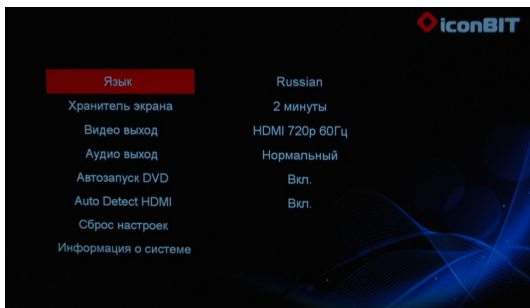 iconBIT
Язык Russian
Хранитель экрана 2 минуты
Видео выход HDMI 720p 60Гц
Аудио выход Нормальный
Автозапуск DVD Вкл.
Auto Detect HDMI Вкл.
Сброс настроек
Информация о системе